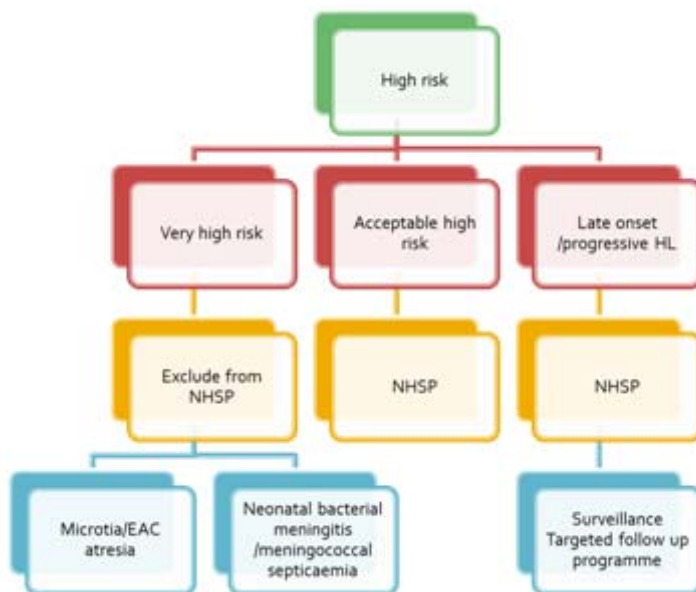 High risk
Very high risk
Acceptable high
risk
Late onset
/progressive HL
Exclude from
NHSP
NHSP
NHSP
Microtia/EAC
atresia
Neonatal bacterial
meningitis
/meningococcal
septicaemia
Surveillance
Targeted follow up
programme